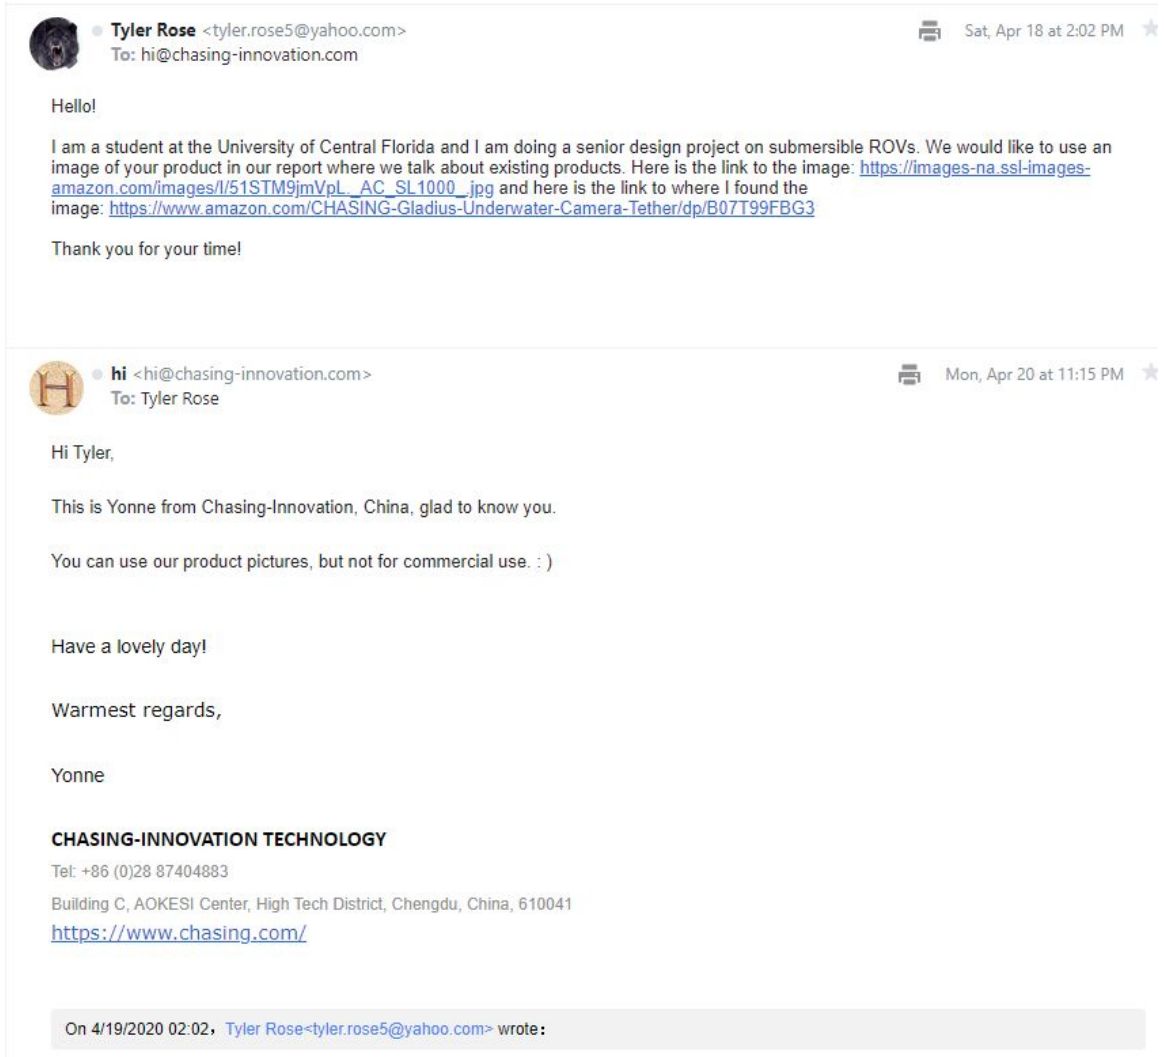 Tyler Rose <tyler.rose5@yahoo.com>
Sat, Apr 18 at 2:02 PM
To: hi@chasing-innovation.com
Hello!
I am a student at the University of Central Florida and I am doing a senior design project on submersible ROVs. We would like to use an
image of your product in our report where we talk about existing products. Here is the link to the image: https://images-na.ssl-images-
amazon.com/images/I/51STM9jmVpL._AC_SL1000_.jpg and here is the link to where I found the
image: https://www.amazon.com/CHASING-Gladius-Underwater-Camera-Tether/dp/B07T99FBG3
Thank you for your time!
H
hi <hi@chasing-innovation.com>
Mon, Apr 20 at 11:15 PM
To: Tyler Rose
Hi Tyler,
This is Yonne from Chasing-Innovation, China, glad to know you.
You can use our product pictures, but not for commercial use. : )
Have a lovely day!
Warmest regards,
Yonne
CHASING-INNOVATION TECHNOLOGY
Tel: +86 (0)28 87404883
Building C, AOKESI Center, High Tech District, Chengdu, China, 610041
https://www.chasing.com/
On 4/19/2020 02:02，Tyler Rose<tyler.rose5@yahoo.com> wrote：